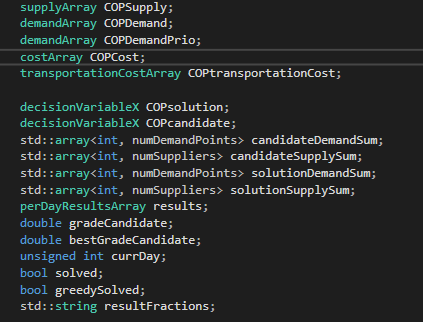 supplyArray COPSupply;
demandArray COPDemand;
demandArray COPDemandPrio;
costArray COPCost;
transportationCostArray COPtransportationCost;
decisionVariableX COPsolution;
decisionVariableX COPcandidate;
std::array<int, numDemandPoints> candidateDemandSum;
std::array<int, numSuppliers> candidateSupplySum;
std::array<int, numDemandPoints> solutionDemandSum;
std::array<int, numSuppliers> solutionSupplySum;
perDayResultsArray results;
double gradeCandidate;
double bestGradeCandidate;
unsigned int currDay;
bool solved;
bool greedySolved;
std::string resultFractions;